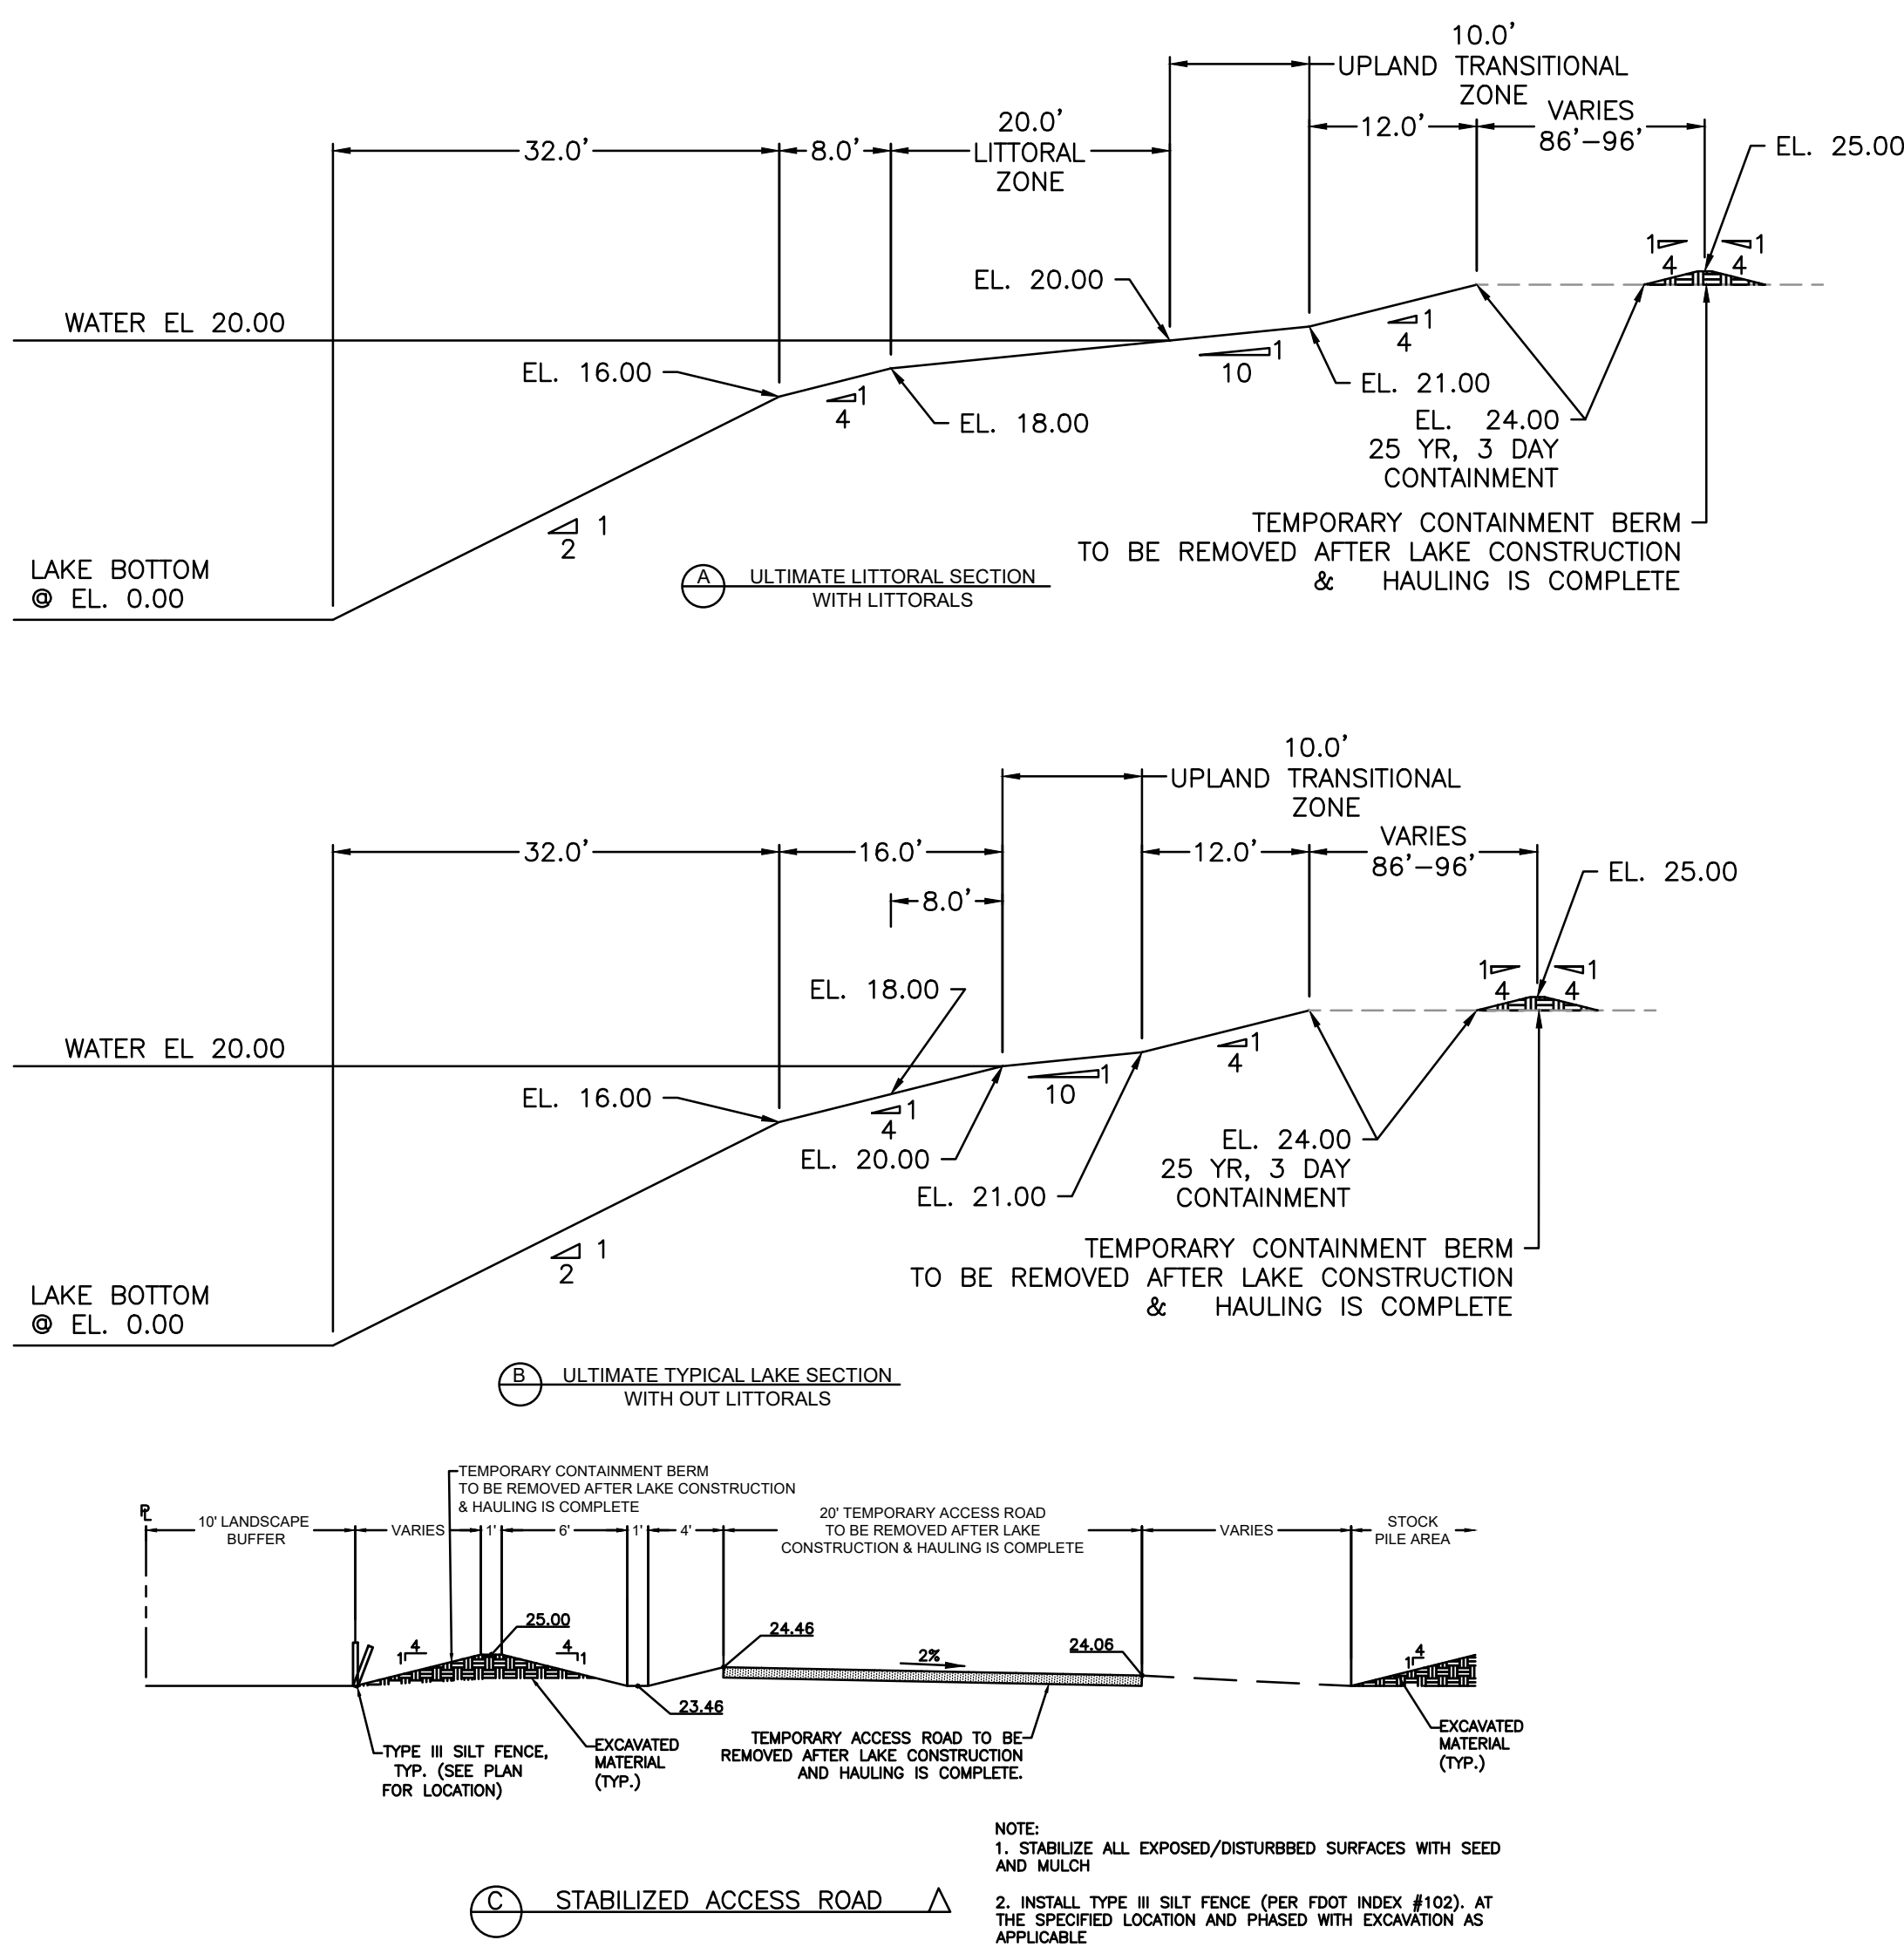 10.0'
UPLAND TRANSITIONAL
ZONE
VARIES
86'-96'
12.0'
20.0'
LITTORAL
ZONE
32.0'
8.0'
EL. 25.00
1
4
1
4
EL. 20.00
WATER EL 20.00
EL. 16.00
1
4
EL. 18.00
1
10
1
4
EL. 21.00
EL. 24.00
25 YR, 3 DAY
CONTAINMENT
TEMPORARY CONTAINMENT BERM
TO BE REMOVED AFTER LAKE CONSTRUCTION
& HAULING IS COMPLETE
1
2
LAKE BOTTOM
@ EL. 0.00
A
ULTIMATE LITTORAL SECTION
WITH LITTORALS
10.0'
UPLAND TRANSITIONAL
ZONE
VARIES
86'-96'
32.0'
16.0'
12.0'
8.0'
EL. 25.00
1
4
1
4
EL. 18.00
WATER EL 20.00
EL. 16.00
1
4
1
10
1
4
EL. 20.00
EL. 21.00
EL. 24.00
25 YR, 3 DAY
CONTAINMENT
TEMPORARY CONTAINMENT BERM
TO BE REMOVED AFTER LAKE CONSTRUCTION
& HAULING IS COMPLETE
1
2
LAKE BOTTOM
@ EL. 0.00
B
ULTIMATE TYPICAL LAKE SECTION
WITH OUT LITTORALS
TEMPORARY CONTAINMENT BERM
TO BE REMOVED AFTER LAKE CONSTRUCTION
& HAULING IS COMPLETE
PL
10' LANDSCAPE
BUFFER
VARIES
1'
6'
1'
4'
20' TEMPORARY ACCESS ROAD
TO BE REMOVED AFTER LAKE
CONSTRUCTION & HAULING IS COMPLETE
VARIES
STOCK
PILE AREA
4
1
25.00
4
1
24.46
2%
24.06
4
1
23.46
TYPE III SILT FENCE,
TYP. (SEE PLAN
FOR LOCATION)
EXCAVATED
MATERIAL
(TYP.)
TEMPORARY ACCESS ROAD TO BE
REMOVED AFTER LAKE CONSTRUCTION
AND HAULING IS COMPLETE.
EXCAVATED
MATERIAL
(TYP.)
C
STABILIZED ACCESS ROAD
NOTE:
1. STABILIZE ALL EXPOSED/DISTURBBED SURFACES WITH SEED
AND MULCH
2. INSTALL TYPE III SILT FENCE (PER FDOT INDEX #102). AT
THE SPECIFIED LOCATION AND PHASED WITH EXCAVATION AS
APPLICABLE